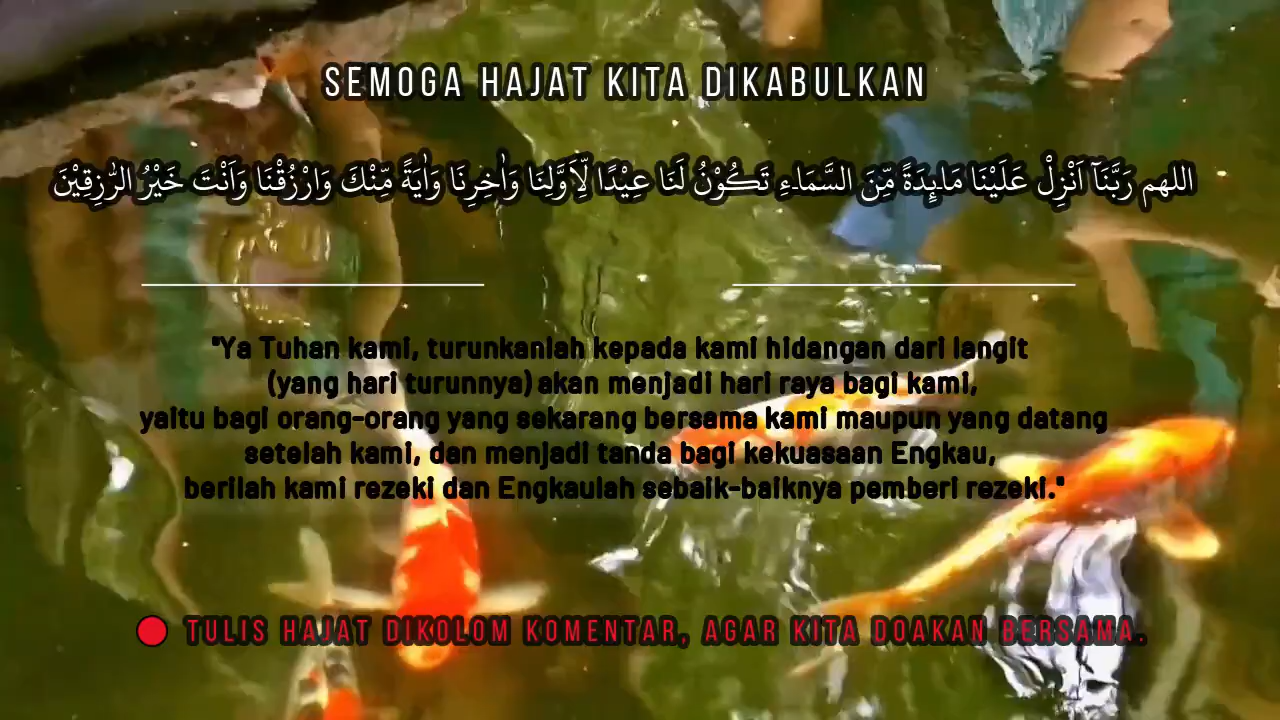 SEMOGA HAJAT KITA DIKABULKAN
اللهم رَبَّنَآ اَنْزِلْ عَلَيْنَا مَاۤىِٕدَةً مِّنَ السَّمَاۤءِ تَكُوْنُ لَنَا عِيْدًا لِّاَوَّلِنَا وَاٰخِرِنَا وَاٰيَةً مِّنْكَ وَارْزُقْنَا وَاَنْتَ خَيْرُ الرّٰزِقِيْنَ
"Ya Tuhan kami, turunkanlah kepada kami hidangan dari langit
(yang hari turunnya) akan menjadi hari raya bagi kami,
yaitu bagi orang-orang yang sekarang bersama kami maupun yang datang
setelah kami, dan menjadi tanda bagi kekuasaan Engkau,
berilah kami rezeki dan Engkaulah sebaik-baiknya pemberi rezeki."
TULIS HAJAT DIKOLOM KOMENTAR, AGAR KITA DOAKAN BERSAMA.